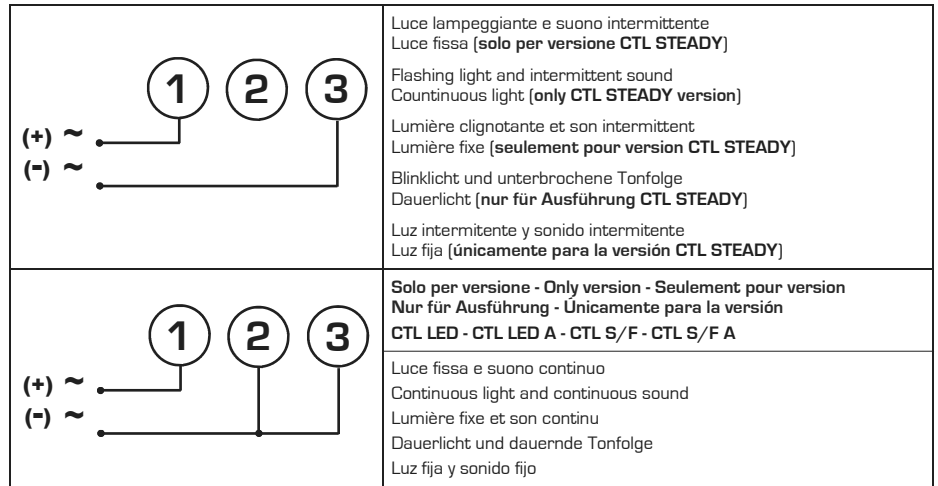 1 2 3
(+) ~
(-) ~
Luce lampeggiante e suono intermittente
Luce fissa (solo per versione CTL STEADY)
Flashing light and intermittent sound
Countinuous light (only CTL STEADY version)
Lumière clignotante et son intermittent
Lumière fixe (seulement pour version CTL STEADY)
Blinklicht und unterbrochene Tonfolge
Dauerlicht (nur für Ausführung CTL STEADY)
Luz intermitente y sonido intermitente
Luz fija (únicamente para la versión CTL STEADY)
1 2 3
(+) ~
(-) ~
Solo per versione - Only version - Seulement pour version
Nur für Ausführung - Únicamente para la versión
CTL LED - CTL LED A - CTL S/F - CTL S/F A
Luce fissa e suono continuo
Continuous light and continuous sound
Lumière fixe et son continu
Dauerlicht und dauernde Tonfolge
Luz fija y sonido fijo